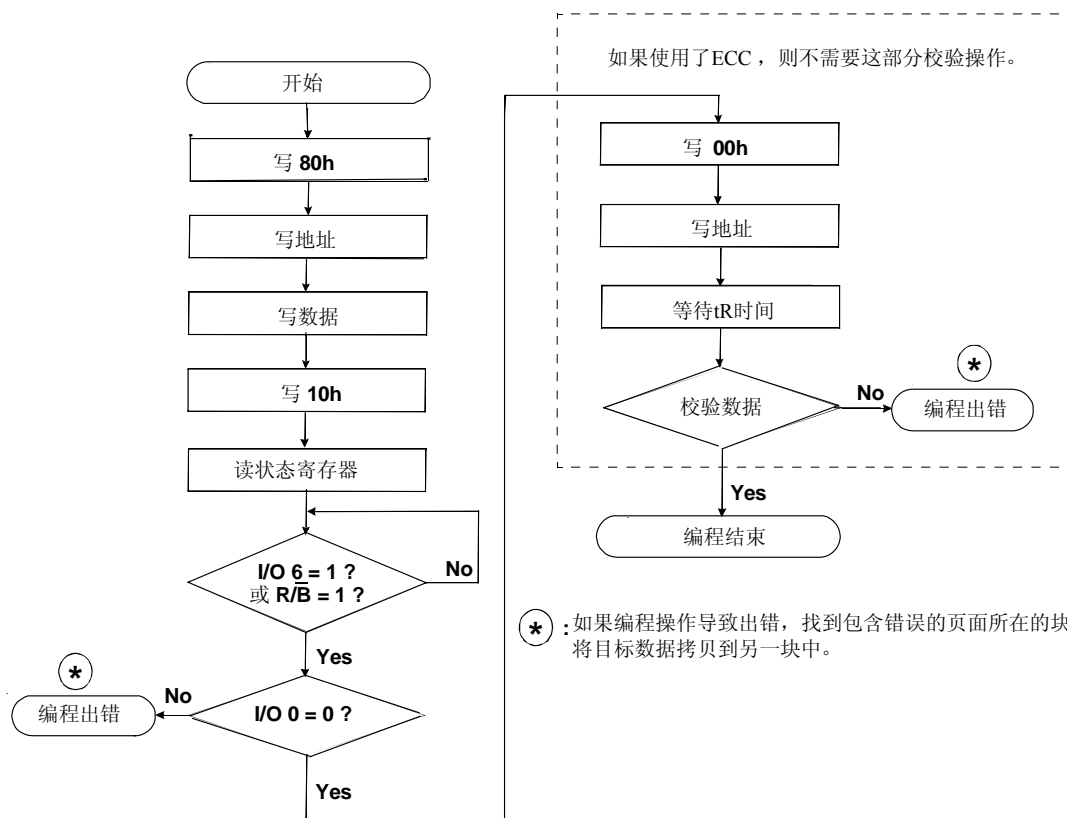 开始
写 80h
写地址
写数据
写 10h
读状态寄存器
I/O 6 = 1 ?
或 R/B̅ = 1 ?
No
Yes
*
No
编程出错
I/O 0 = 0 ?
Yes
如果使用了ECC ，则不需要这部分校验操作。
写 00h
写地址
等待tR时间
校验数据
No
*
编程出错
Yes
编程结束
* : 如果编程操作导致出错，找到包含错误的页面所在的块
将目标数据拷贝到另一块中。